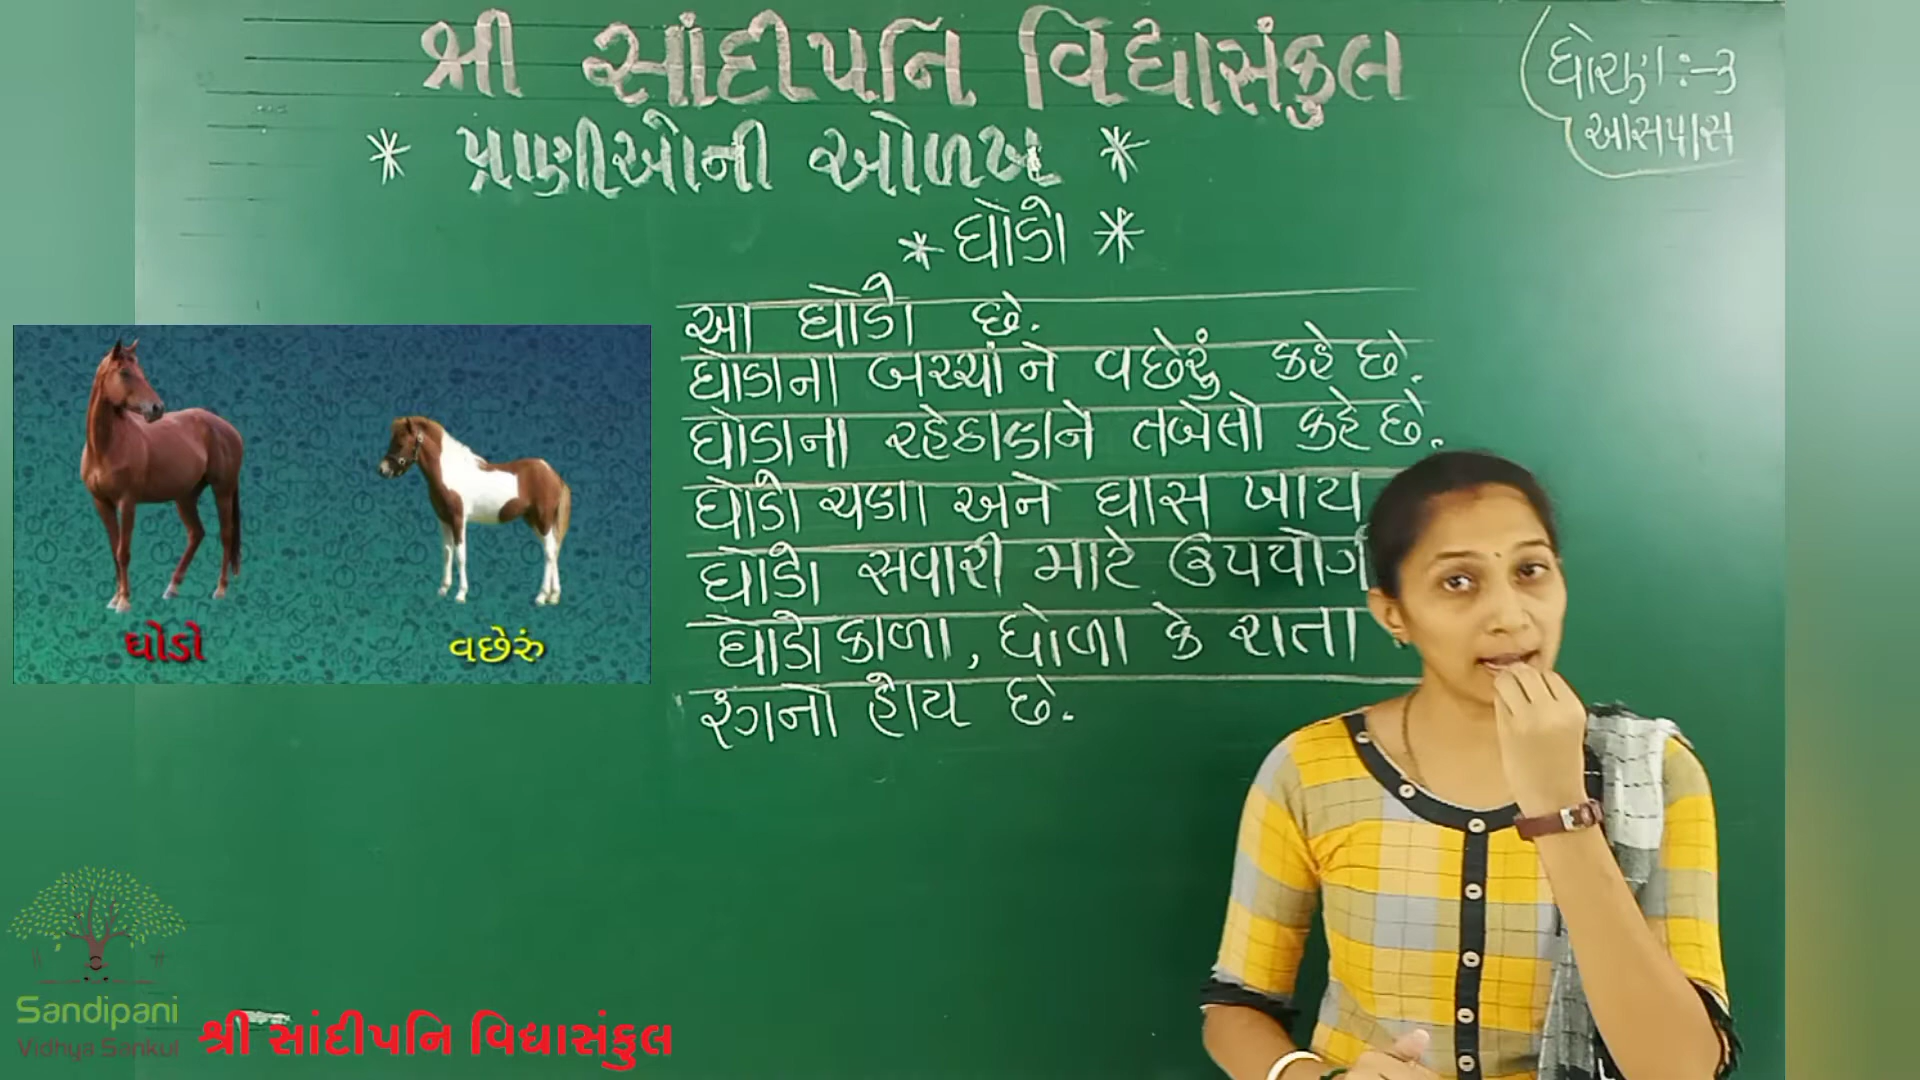 શ્રી સાંદીપનિ વિદ્યાસંકુલ
ધોરણ :- ૩
આસપાસ
* પ્રાણીઓની ઓળખ *
* ઘોડો *
આ ઘોડો છે.
ઘોડાના બચ્ચાંને વછેરું કહે છે.
ઘોડાના રહેઠાણને તબેલો કહે છે.
ઘોડો ચણા અને ઘાસ ખાય
ઘોડો સવારી માટે ઉપયોગ
ઘોડો કાળા, ધોળા કે રાતા
રંગનો હોય છે.
ઘોડો
વછેરું
Sandipani
Vidhya Sankul
શ્રી સાંદીપનિ વિદ્યાસંકુલ